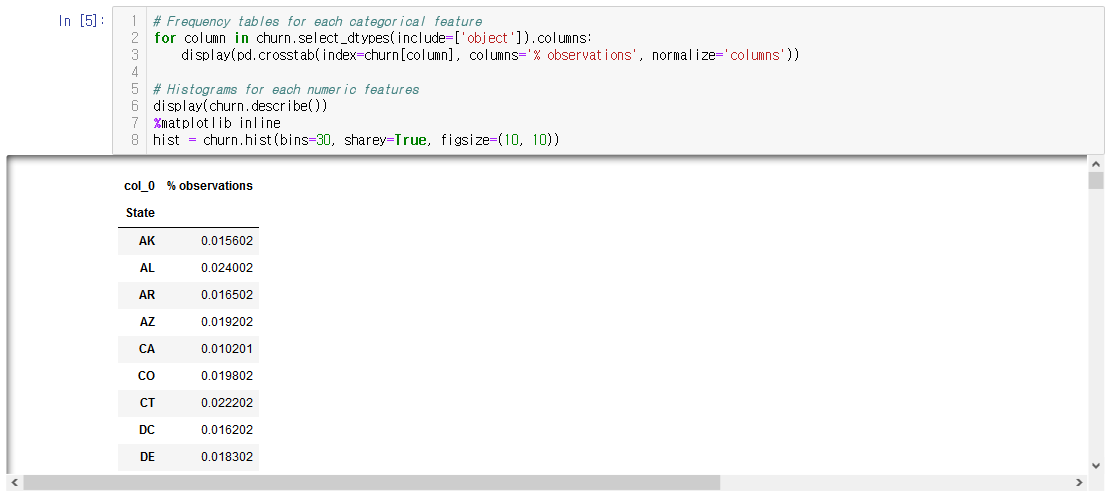 In [5]:
1 # Frequency tables for each categorical feature
2 for column in churn.select_dtypes(include=['object']).columns:
3     display(pd.crosstab(index=churn[column], columns='% observations', normalize='columns'))
4
5 # Histograms for each numeric features
6 display(churn.describe())
7 %matplotlib inline
8 hist = churn.hist(bins=30, sharey=True, figsize=(10, 10))
col_0 % observations
State
AK 0.015602
AL 0.024002
AR 0.016502
AZ 0.019202
CA 0.010201
CO 0.019802
CT 0.022202
DC 0.016202
DE 0.018302